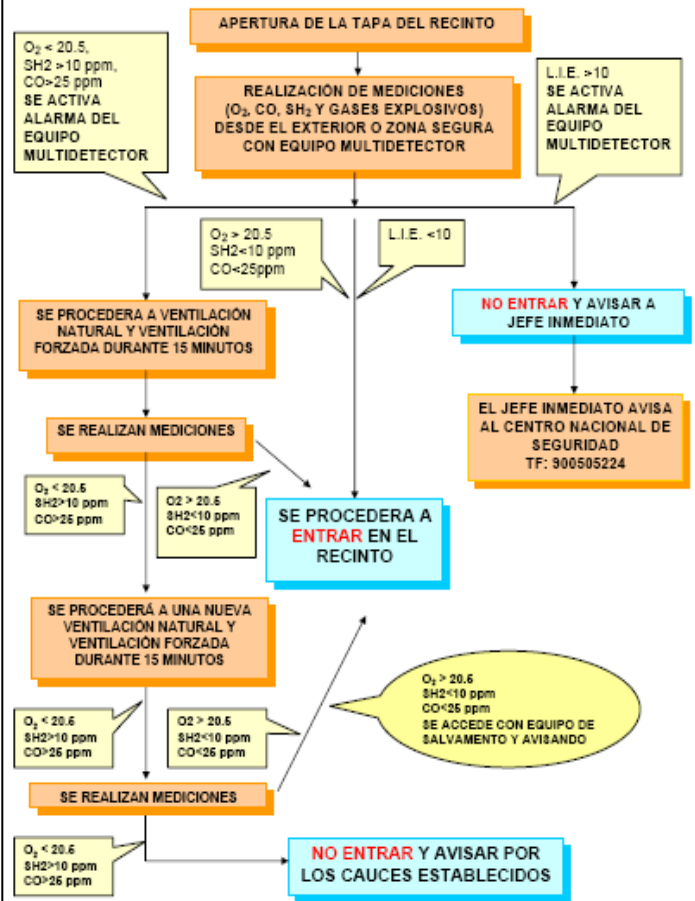 APERTURA DE LA TAPA DEL RECINTO
O₂ < 20.5,
SH2 >10 ppm,
CO>25 ppm
SE ACTIVA
ALARMA DEL
EQUIPO
MULTIDETECTOR
REALIZACIÓN DE MEDICIONES
(O₂, CO, SH₂ Y GASES EXPLOSIVOS)
DESDE EL EXTERIOR O ZONA SEGURA
CON EQUIPO MULTIDETECTOR
L.I.E. >10
SE ACTIVA
ALARMA DEL
EQUIPO
MULTIDETECTOR
O₂ > 20.5
SH2<10 ppm
CO<25ppm
L.I.E. <10
SE PROCEDERA A VENTILACIÓN
NATURAL Y VENTILACIÓN
FORZADA DURANTE 15 MINUTOS
NO ENTRAR Y AVISAR A
JEFE INMEDIATO
SE REALIZAN MEDICIONES
EL JEFE INMEDIATO AVISA
AL CENTRO NACIONAL DE
SEGURIDAD
TF: 900505224
O₂ < 20.5
SH2>10 ppm
CO>25 ppm
O2 > 20.5
SH2<10 ppm
CO<25 ppm
SE PROCEDERA A
ENTRAR EN EL
RECINTO
SE PROCEDERÁ A UNA NUEVA
VENTILACIÓN NATURAL Y
VENTILACIÓN FORZADA
DURANTE 15 MINUTOS
O₂ < 20.5
SH2>10 ppm
CO>25 ppm
O2 > 20.5
SH2<10 ppm
CO<25 ppm
O₂ > 20.5
SH2<10 ppm
CO<25 ppm
SE ACCEDE CON EQUIPO DE
SALVAMENTO Y AVISANDO
SE REALIZAN MEDICIONES
O₂ < 20.5
SH2>10 ppm
CO>25 ppm
NO ENTRAR Y AVISAR POR
LOS CAUCES ESTABLECIDOS